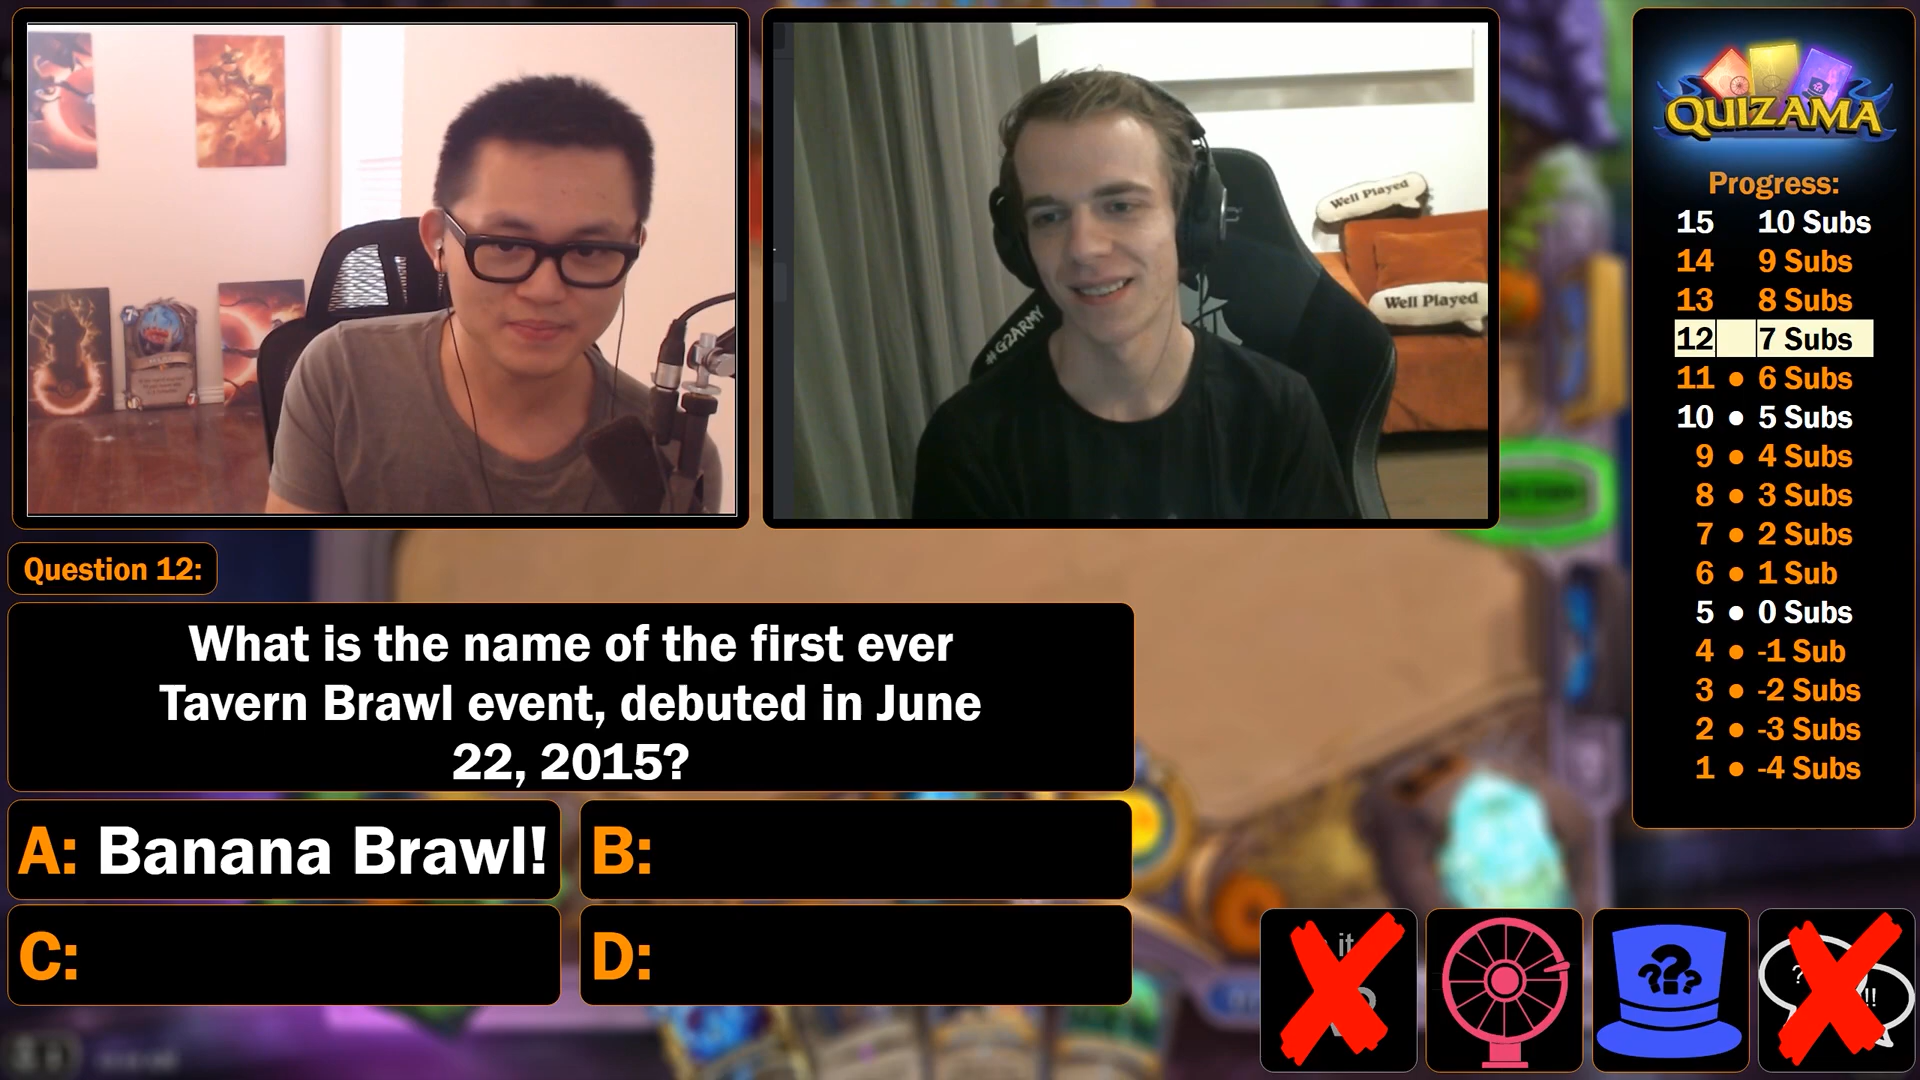 QUIZAMA
Progress:
15 10 Subs
14 9 Subs
13 8 Subs
12 7 Subs
11 • 6 Subs
10 • 5 Subs
9 • 4 Subs
8 • 3 Subs
7 • 2 Subs
6 • 1 Sub
5 • 0 Subs
4 • -1 Sub
3 • -2 Subs
2 • -3 Subs
1 • -4 Subs
Well Played
Well Played
#G2ARMY
Question 12:
What is the name of the first ever
Tavern Brawl event, debuted in June
22, 2015?
A: Banana Brawl!
B:
C:
D:
it
???
?
!!